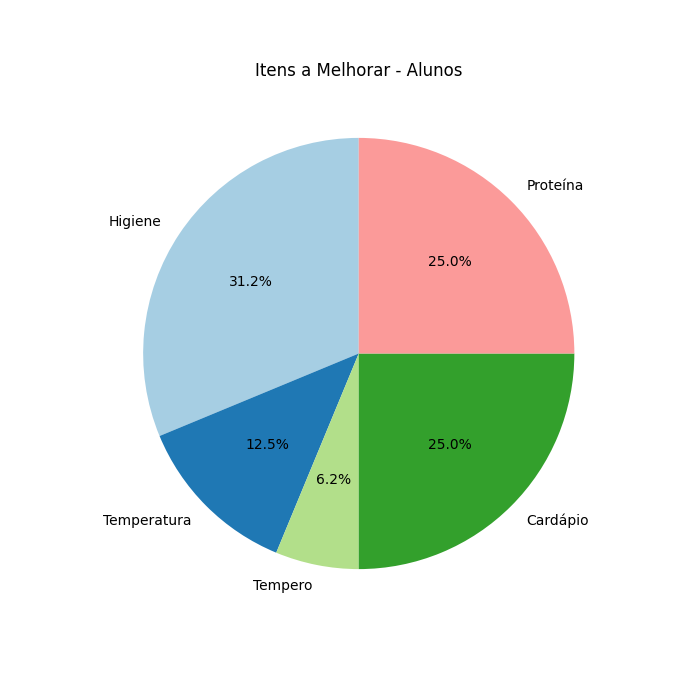 Itens a Melhorar - Alunos
Proteína
Higiene
25.0%
31.2%
12.5%
25.0%
6.2%
Temperatura
Cardápio
Tempero